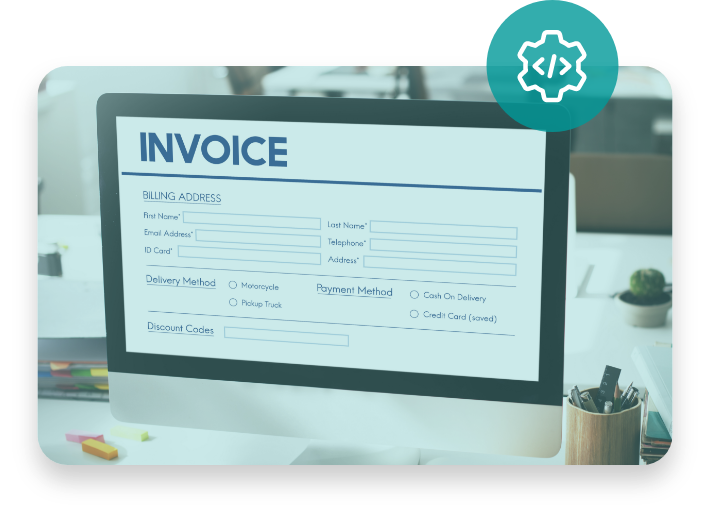 INVOICE
BILLING ADDRESS
First Name*
Last Name*
Email Address*
Telephone*
ID Card*
Address*
Delivery Method
Motorcycle
Payment Method
Cash On Delivery
Pickup Truck
Credit Card (saved)
Discount Codes